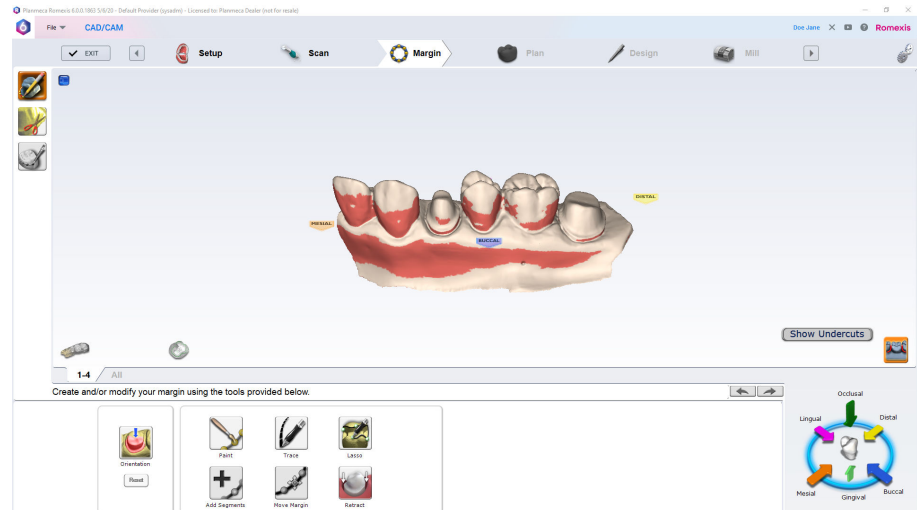 Planmeca Romexis 6.0.0.1863 5/6/20 - Default Provider (sysadm) - Licensed to: Planmeca Dealer (not for resale)
File CAD/CAM Doe Jane Romexis
EXIT Setup Scan Margin Plan Design Mill
DISTAL
MESIAL
BUCCAL
Show Undercuts
1-4 All
Create and/or modify your margin using the tools provided below.
Occlusal
Lingual Distal
Paint Trace Lasso
Orientation
Reset
Mesial Gingival Buccal
Add Segments Move Margin Retract